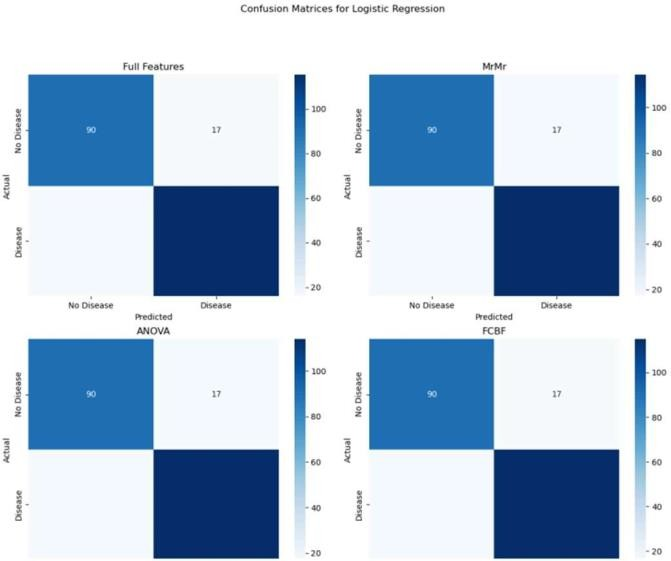 Confusion Matrices for Logistic Regression
Full Features
No Disease
90
17
100
80
60
40
20
Actual
Disease
No Disease
Disease
Predicted
MrMr
No Disease
90
17
100
80
60
40
20
Actual
Disease
No Disease
Disease
Predicted
ANOVA
No Disease
90
17
100
80
60
40
20
Actual
Disease
FCBF
No Disease
90
17
100
80
60
40
20
Actual
Disease